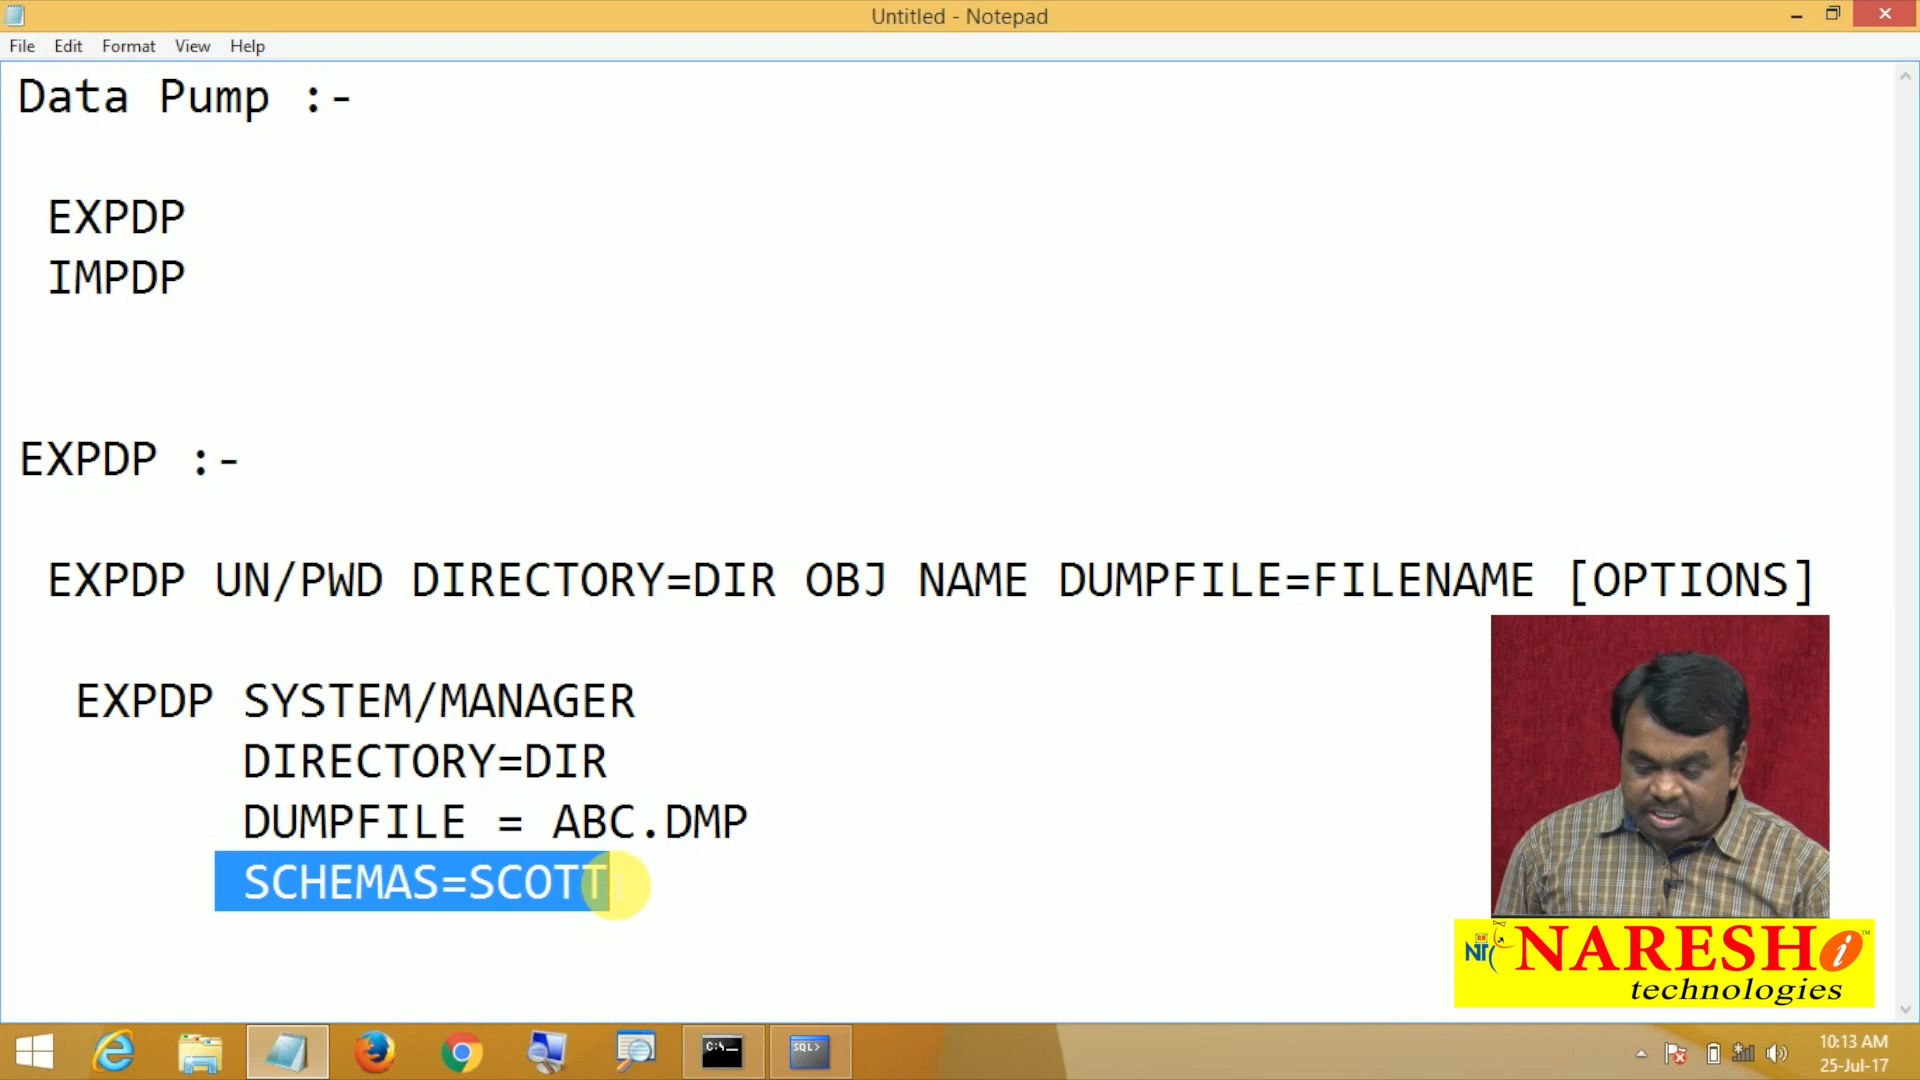 Untitled - Notepad
File Edit Format View Help
Data Pump :-
EXPDP
IMPDP
EXPDP :-
EXPDP UN/PWD DIRECTORY=DIR OBJ NAME DUMPFILE=FILENAME [OPTIONS]
EXPDP SYSTEM/MANAGER
DIRECTORY=DIR
DUMPFILE = ABC.DMP
SCHEMAS=SCOTT
NARESH i
technologies
C:\
SQL>
10:13 AM
25-Jul-17